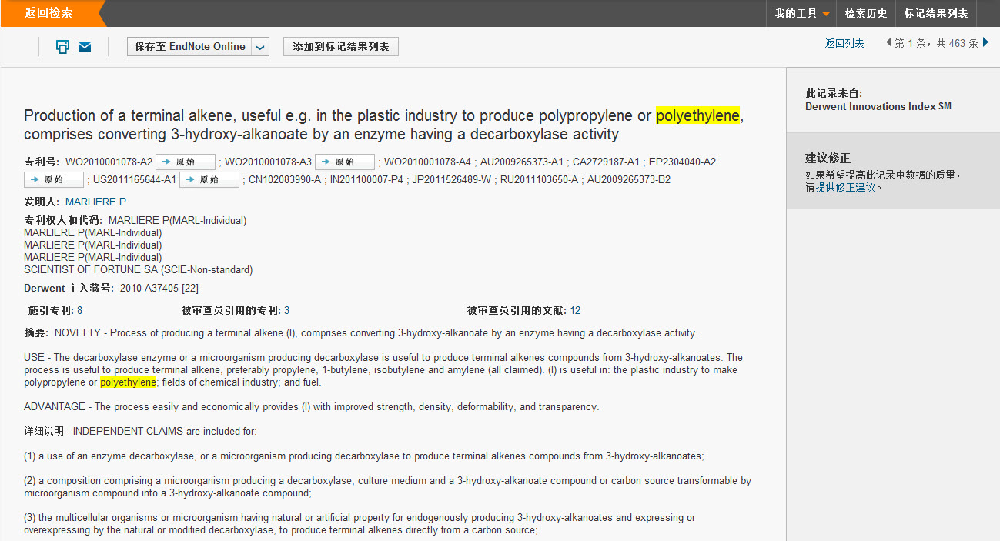 返回检索
我的工具 检索历史 标记结果列表
保存至 EndNote Online 添加到标记结果列表
返回列表 第 1 条，共 463 条
Production of a terminal alkene, useful e.g. in the plastic industry to produce polypropylene or polyethylene,
comprises converting 3-hydroxy-alkanoate by an enzyme having a decarboxylase activity
专利号: WO2010001078-A2 原始 ; WO2010001078-A3 原始 ; WO2010001078-A4 ; AU2009265373-A1 ; CA2729187-A1 ; EP2304040-A2
原始 ; US2011165644-A1 原始 ; CN102083990-A ; IN201100007-P4 ; JP2011526489-W ; RU2011103650-A ; AU2009265373-B2
发明人: MARLIERE P
专利权人和代码: MARLIERE P(MARL-Individual)
MARLIERE P(MARL-Individual)
MARLIERE P(MARL-Individual)
MARLIERE P(MARL-Individual)
SCIENTIST OF FORTUNE SA (SCIE-Non-standard)
Derwent 主入藏号: 2010-A37405 [22]
施引专利: 8 被审查员引用的专利: 3 被审查员引用的文献: 12
摘要: NOVELTY - Process of producing a terminal alkene (I), comprises converting 3-hydroxy-alkanoate by an enzyme having a decarboxylase activity.
USE - The decarboxylase enzyme or a microorganism producing decarboxylase is useful to produce terminal alkenes compounds from 3-hydroxy-alkanoates. The
process is useful to produce terminal alkene, preferably propylene, 1-butylene, isobutylene and amylene (all claimed). (I) is useful in: the plastic industry to make
polypropylene or polyethylene; fields of chemical industry; and fuel.
ADVANTAGE - The process easily and economically provides (I) with improved strength, density, deformability, and transparency.
详细说明 - INDEPENDENT CLAIMS are included for:
(1) a use of an enzyme decarboxylase, or a microorganism producing decarboxylase to produce terminal alkenes compounds from 3-hydroxy-alkanoates;
(2) a composition comprising a microorganism producing a decarboxylase, culture medium and a 3-hydroxy-alkanoate compound or carbon source transformable by
microorganism compound into a 3-hydroxy-alkanoate compound;
(3) the multicellular organisms or microorganism having natural or artificial property for endogenously producing 3-hydroxy-alkanoates and expressing or
overexpressing by the natural or modified decarboxylase, to produce terminal alkenes directly from a carbon source;
此记录来自:
Derwent Innovations Index SM
建议修正
如果希望提高此记录中数据的质量，
请提供修正建议。